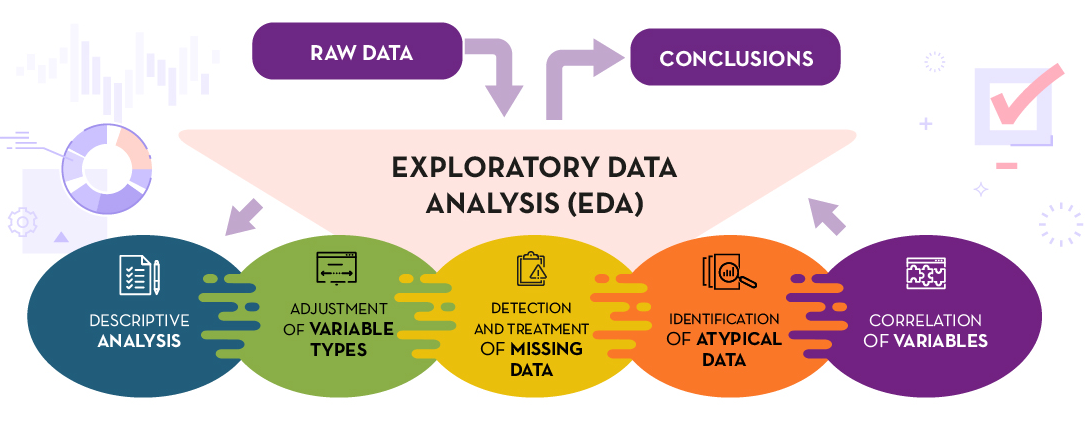 RAW DATA
CONCLUSIONS
EXPLORATORY DATA
ANALYSIS (EDA)
DESCRIPTIVE
ANALYSIS
ADJUSTMENT
OF VARIABLE
TYPES
DETECTION
AND TREATMENT
OF MISSING
DATA
IDENTIFICATION
OF ATYPICAL
DATA
CORRELATION
OF VARIABLES